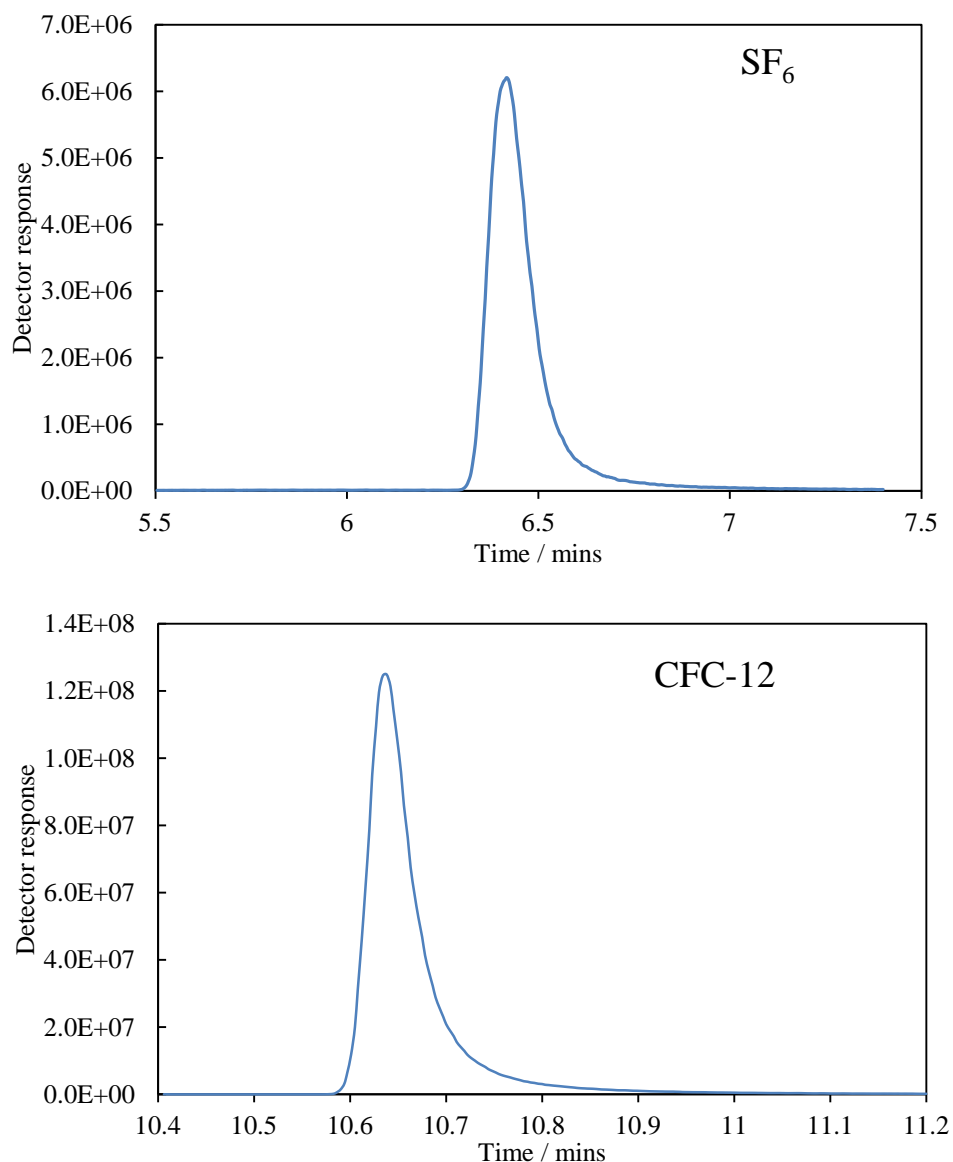 7.0E+06
SF6
6.0E+06
5.0E+06
4.0E+06
3.0E+06
2.0E+06
1.0E+06
0.0E+00
Detector response
5.5 6 6.5 7 7.5
Time / mins
1.4E+08
CFC-12
1.2E+08
1.0E+08
8.0E+07
6.0E+07
4.0E+07
2.0E+07
0.0E+00
Detector response
10.4 10.5 10.6 10.7 10.8 10.9 11 11.1 11.2
Time / mins